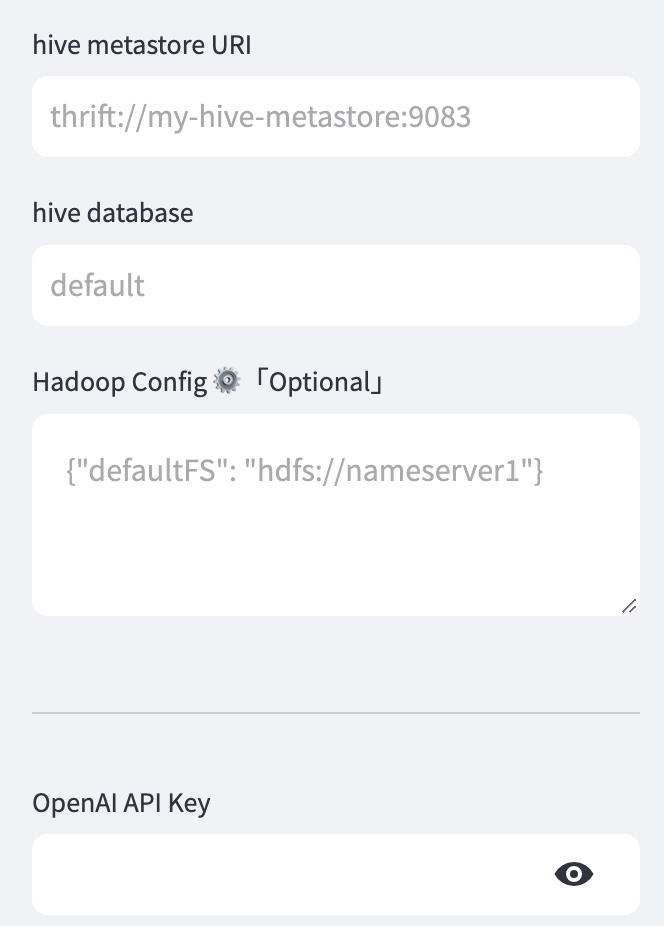 hive metastore URI
thrift://my-hive-metastore:9083
hive database
default
Hadoop Config⚙️「Optional」
{"defaultFS": "hdfs://nameserver1"}
OpenAI API Key